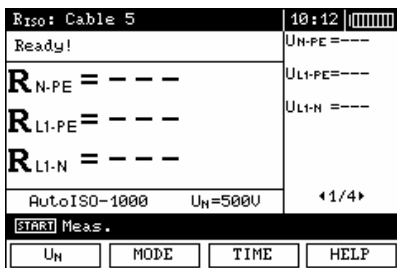 RISO: Cable 5 10:12
Ready!
UN-PE=---
RN-PE=---
UL1-PE=---
RL1-PE=---
UL1-N =---
RL1-N =---
AutoISO-1000 UN=500V
◂1/4▸
START Meas.
UN MODE TIME HELP